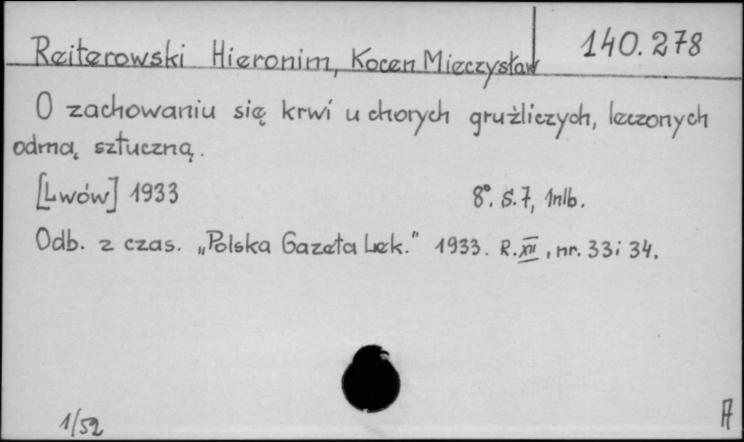 140.278
Reiterowski Hieronim, Kocen Mieczysław
O zachowaniu się krwi u chorych gruźliczych, leczonych
odmą sztuczną.
[Lwów] 1933 8°. S. 7, 1nlb.
Odb. z czas. „Polska Gazeta Lek." 1933. R. XII, nr. 33 i 34.
1/52
A